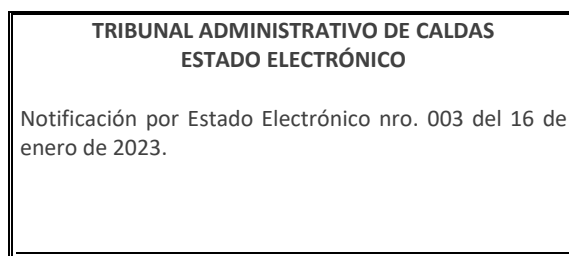 TRIBUNAL ADMINISTRATIVO DE CALDAS
ESTADO ELECTRÓNICO
Notificación por Estado Electrónico nro. 003 del 16 de
enero de 2023.